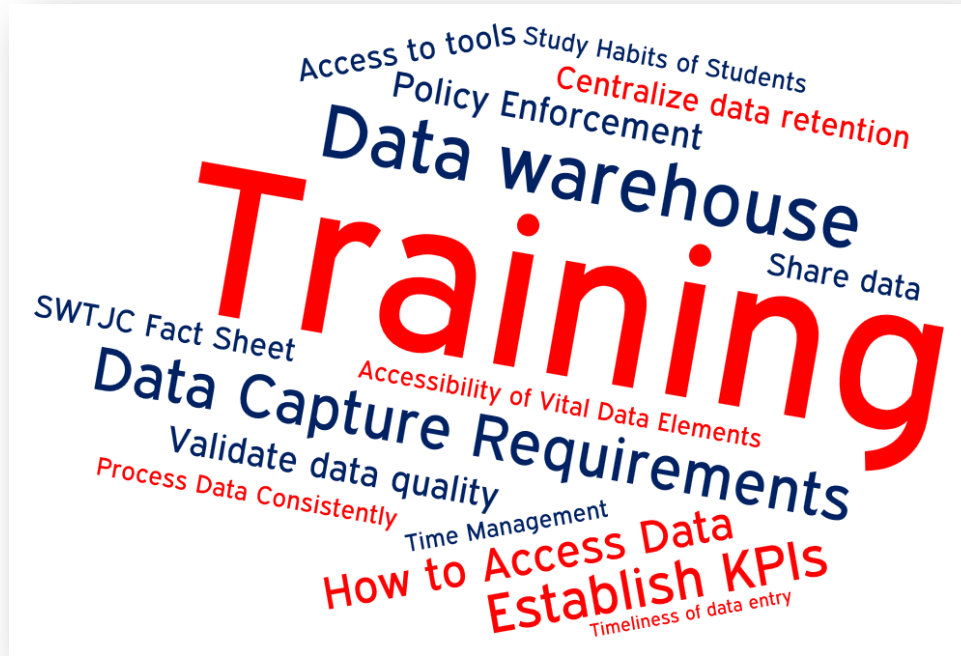 Access to tools
Study Habits of Students
Centralize data retention
Policy Enforcement
Data warehouse
Training
Share data
SWTJC Fact Sheet
Accessibility of Vital Data Elements
Data Capture Requirements
Validate data quality
Process Data Consistently
Time Management
How to Access Data
Establish KPIs
Timeliness of data entry